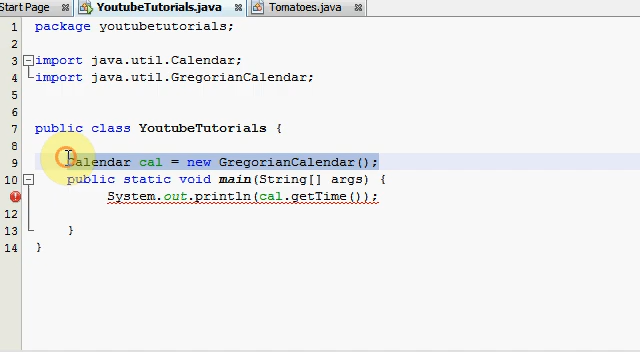 Start Page YoutubeTutorials.java Tomatoes.java
1 package youtubetutorials;
2
3 import java.util.Calendar;
4 import java.util.GregorianCalendar;
5
6
7 public class YoutubeTutorials {
8
9 Calendar cal = new GregorianCalendar();
10 public static void main(String[] args) {
System.out.println(cal.getTime());
12
13 }
14 }